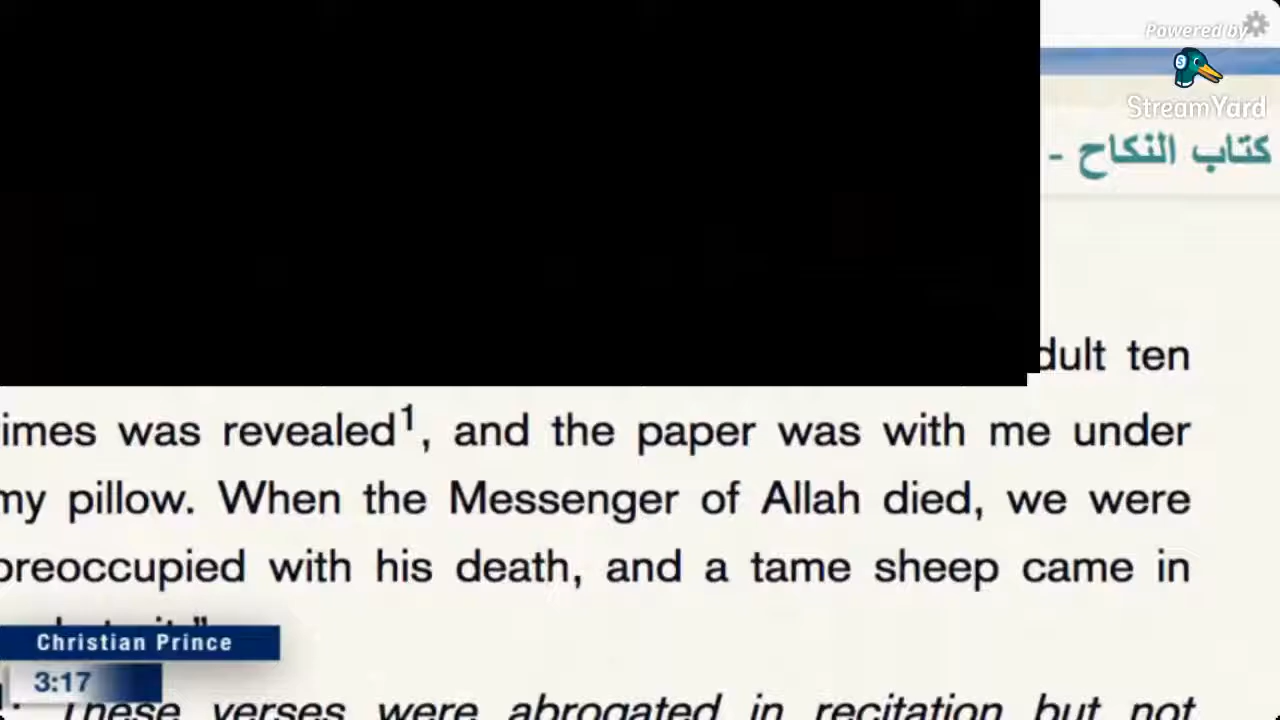 Powered by
StreamYard
كتاب النكاح -
dult ten
imes was revealed¹, and the paper was with me under
my pillow. When the Messenger of Allah died, we were
preoccupied with his death, and a tame sheep came in
Christian Prince
3:17
These verses were abrogated in recitation but not